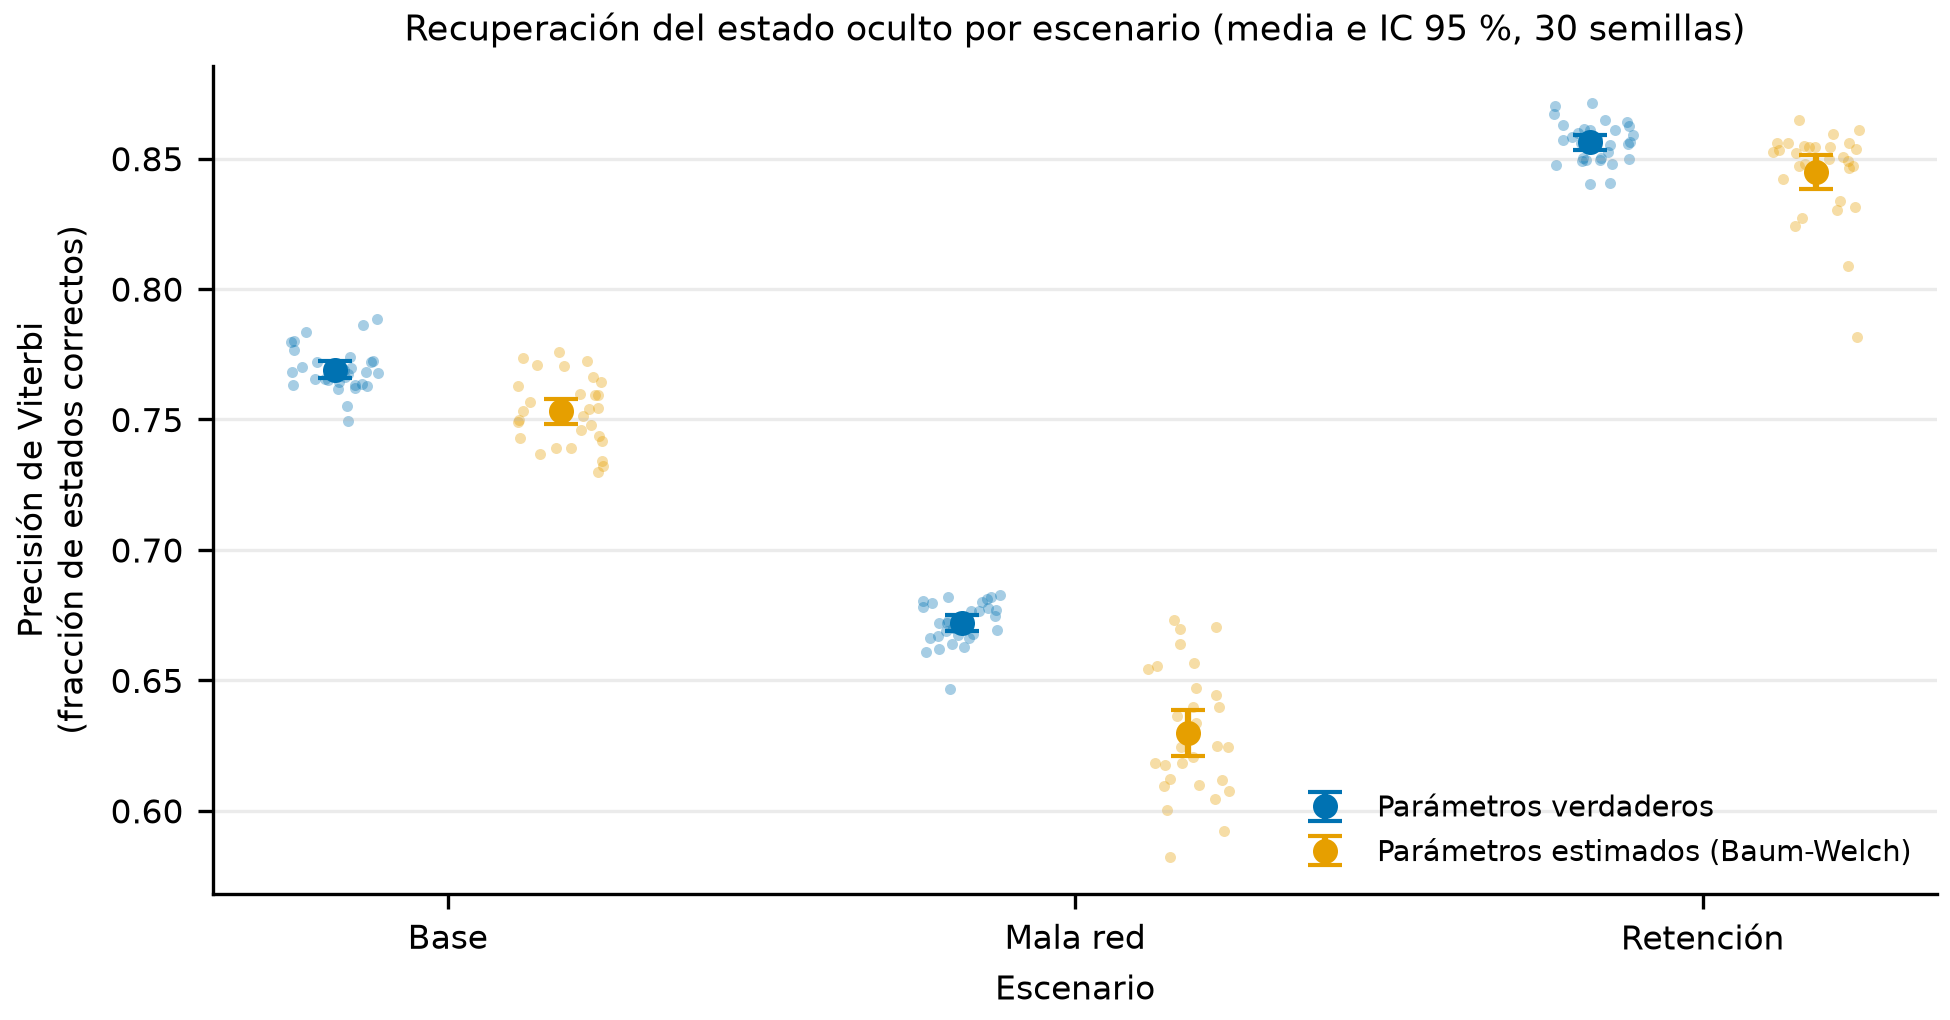 Recuperación del estado oculto por escenario (media e IC 95 %, 30 semillas)
Precisión de Viterbi
(fracción de estados correctos)
0.85
0.80
0.75
0.70
0.65
0.60
Parámetros verdaderos
Parámetros estimados (Baum-Welch)
Base
Mala red
Retención
Escenario